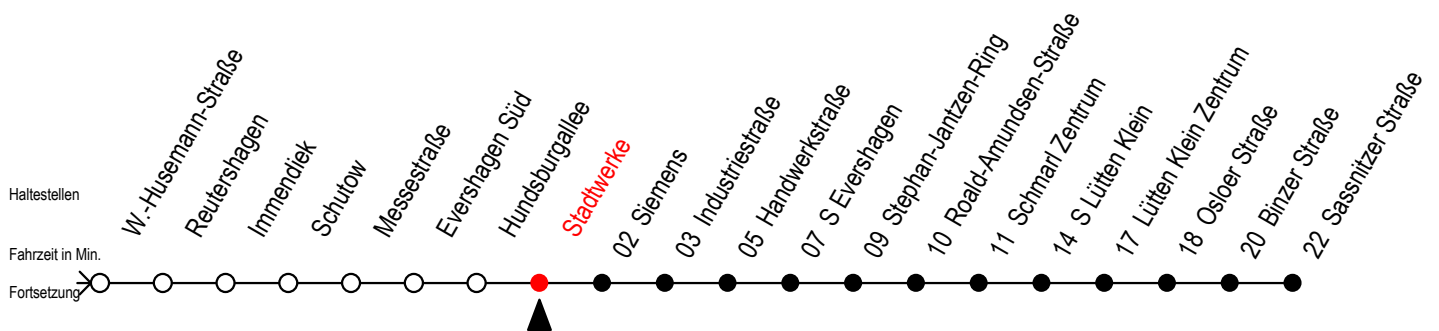 Haltestellen
W.-Husemann-Straße
Reutershagen
Immendiek
Schutow
Messestraße
Evershagen Süd
Hundsburgallee
Stadtwerke
02 Siemens
03 Industriestraße
05 Handwerkstraße
07 S Evershagen
09 Stephan-Jantzen-Ring
10 Roald-Amundsen-Straße
11 Schmarl Zentrum
14 S Lütten Klein
17 Lütten Klein Zentrum
18 Osloer Straße
20 Binzer Straße
22 Sassnitzer Straße
Fahrzeit in Min.
Fortsetzung